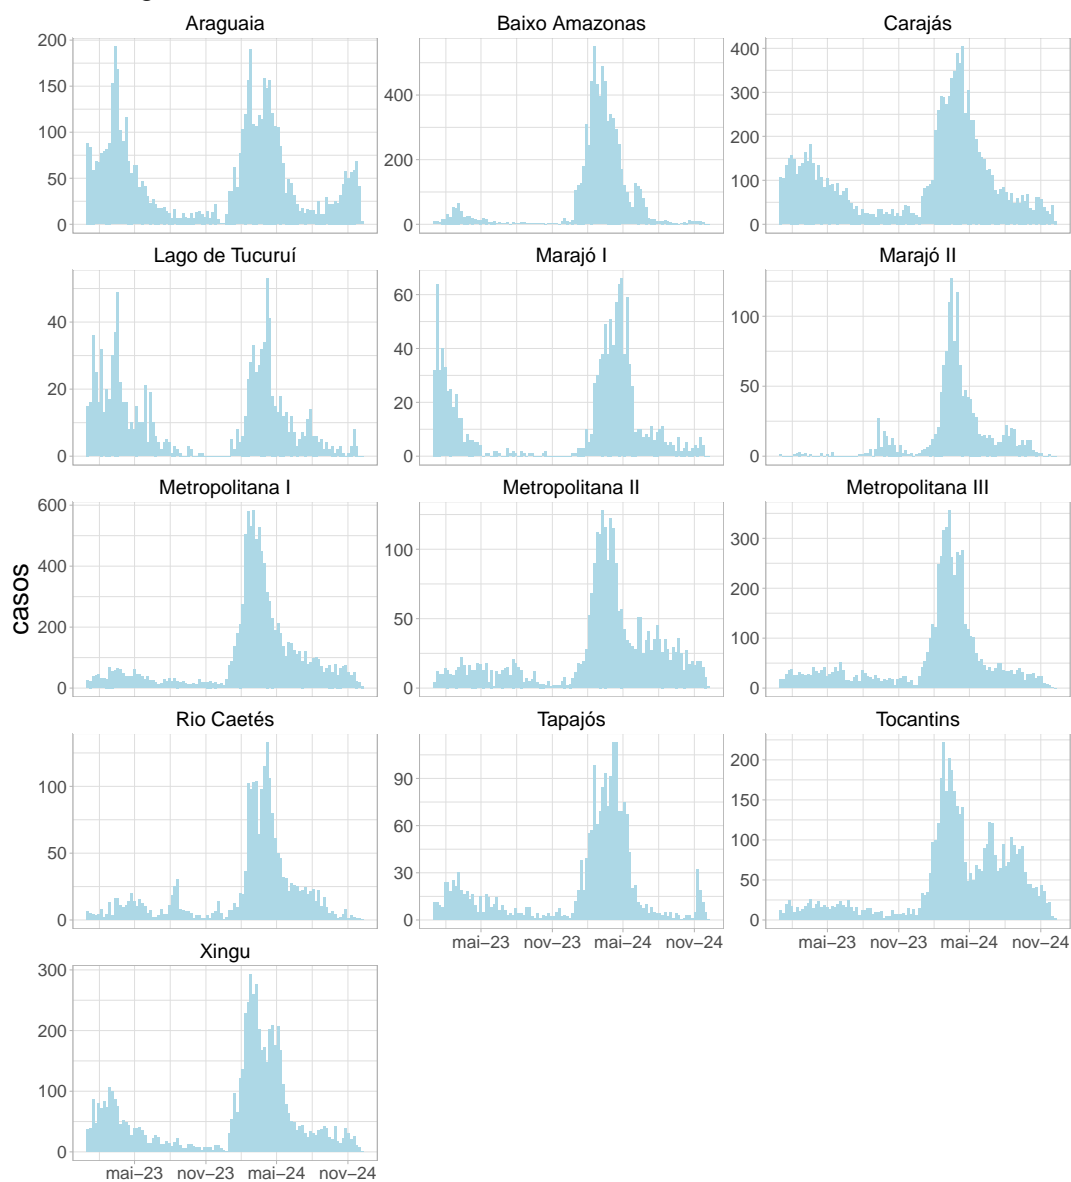 Araguaia
Baixo Amazonas
Carajás
200
150
100
50
0
400
200
0
400
300
200
100
0
Lago de Tucuruí
Marajó I
Marajó II
40
20
0
60
40
20
0
100
50
0
Metropolitana I
Metropolitana II
Metropolitana III
600
400
200
0
100
50
0
300
200
100
0
casos
Rio Caetés
Tapajós
Tocantins
100
50
0
90
60
30
0
200
150
100
50
0
mai–23 nov–23 mai–24 nov–24
mai–23 nov–23 mai–24 nov–24
Xingu
300
200
100
0
mai–23 nov–23 mai–24 nov–24